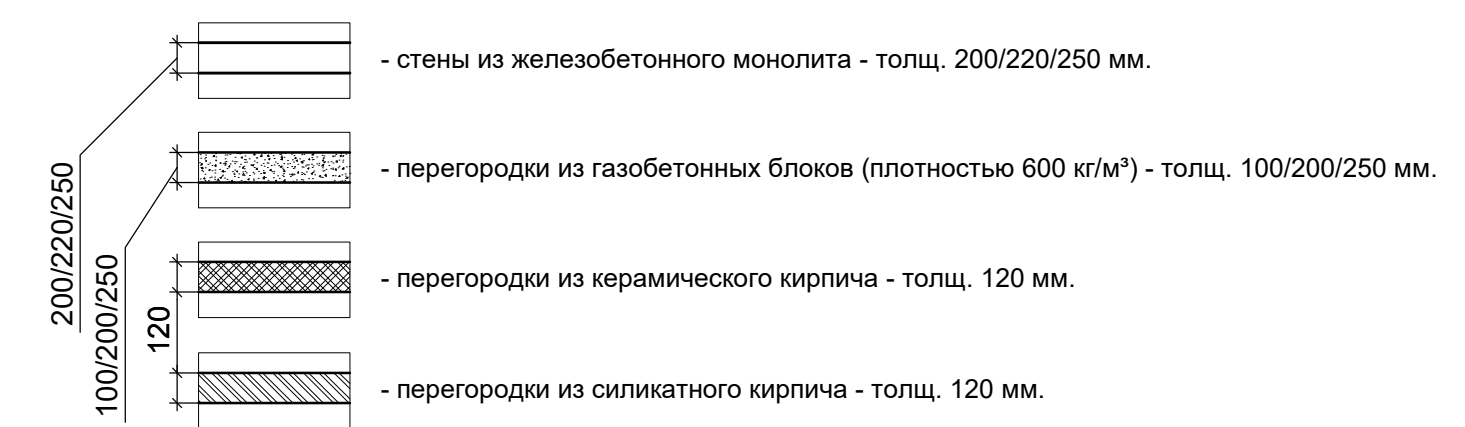 - стены из железобетонного монолита - толщ. 200/220/250 мм.
- перегородки из газобетонных блоков (плотностью 600 кг/м³) - толщ. 100/200/250 мм.
- перегородки из керамического кирпича - толщ. 120 мм.
- перегородки из силикатного кирпича - толщ. 120 мм.
200/220/250
100/200/250
120